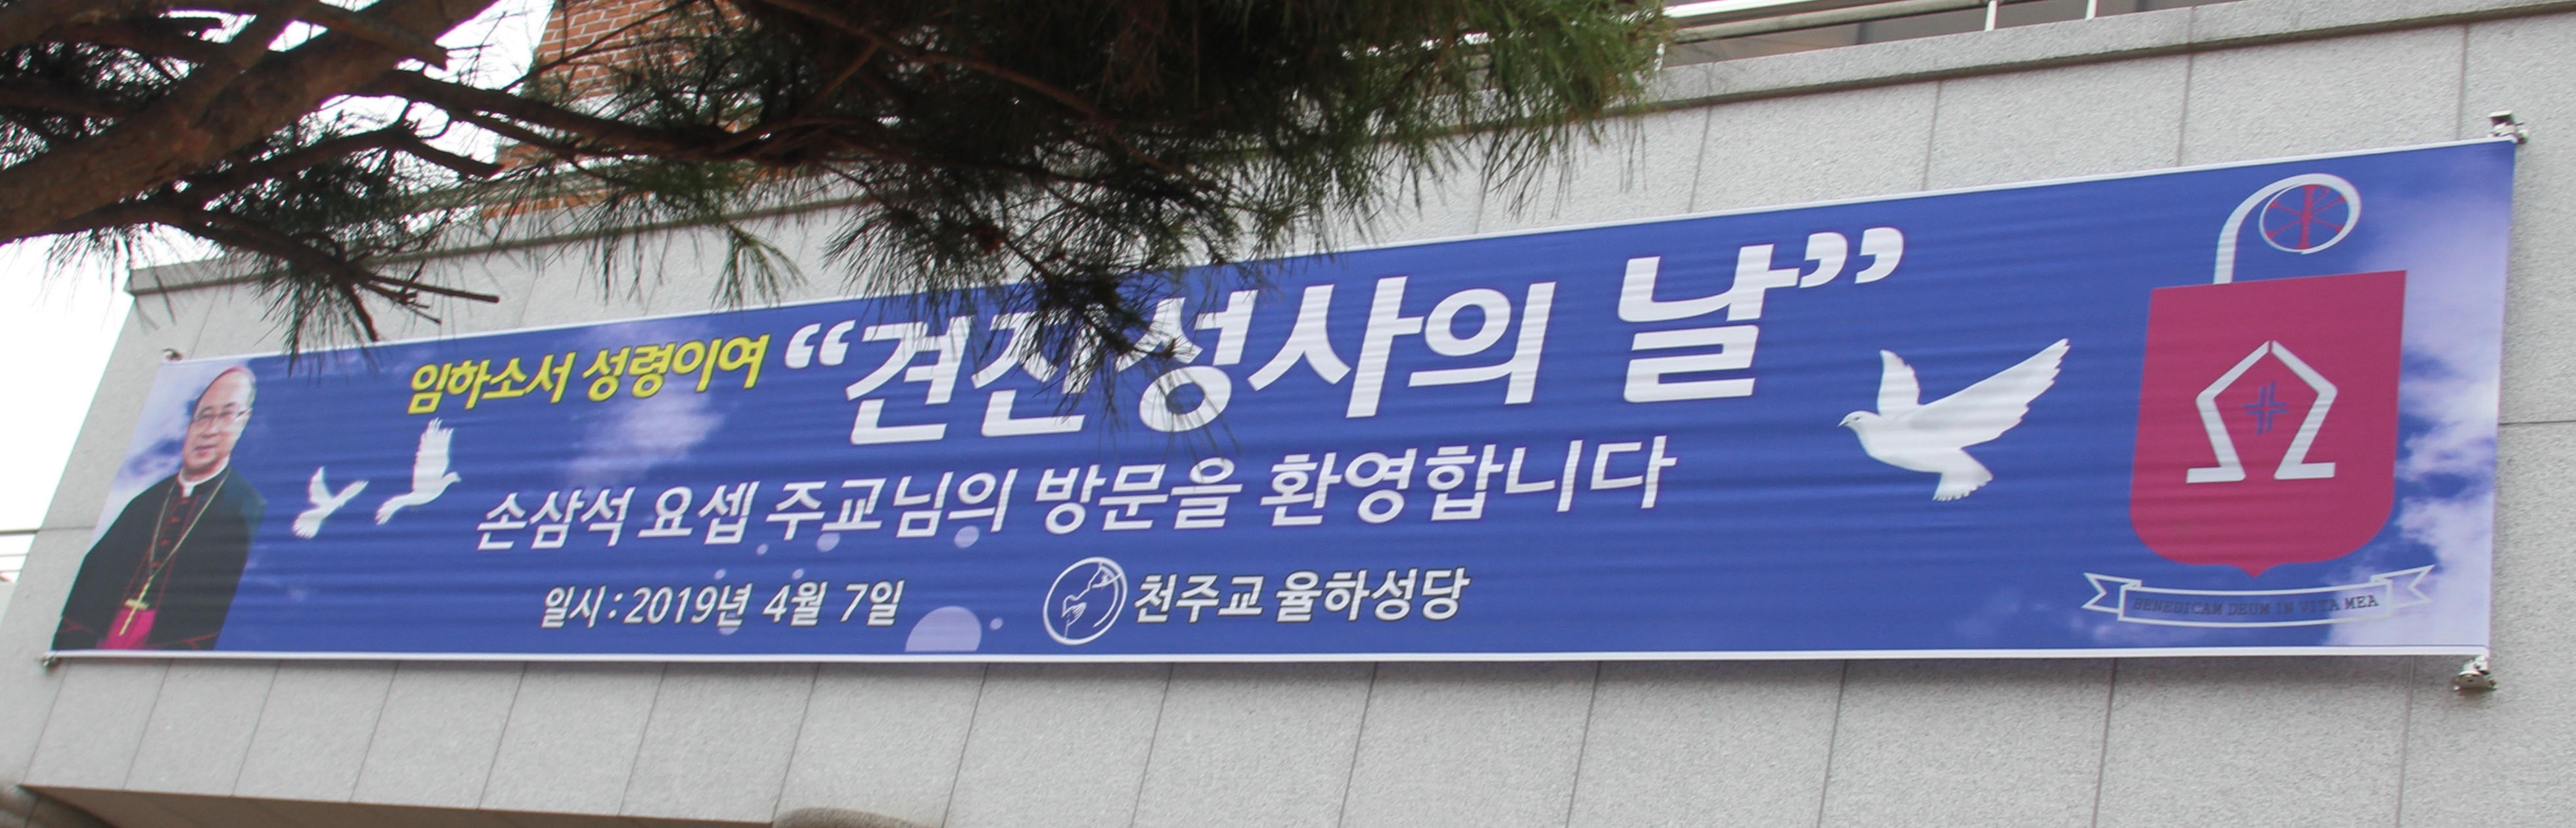 임하소서 성령이여 “견진성사의 날”
손삼석 요셉 주교님의 방문을 환영합니다
일시 : 2019년 4월 7일 천주교 율하성당
BENEDICAM DEUM IN VITA MEA